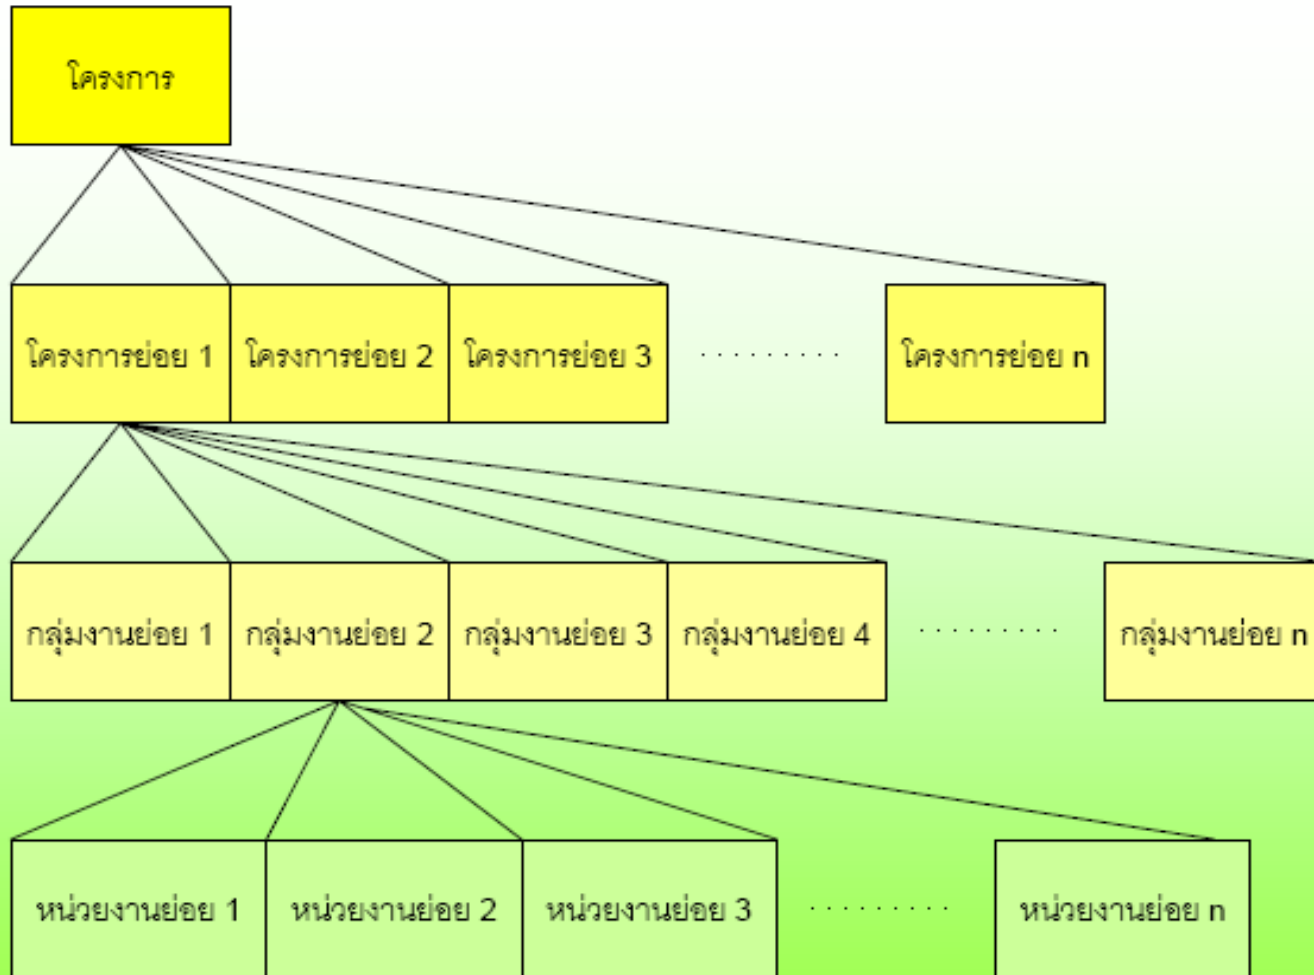 โครงการ
โครงการย่อย 1 โครงการย่อย 2 โครงการย่อย 3 . . . . . . . . . โครงการย่อย n
กลุ่มงานย่อย 1 กลุ่มงานย่อย 2 กลุ่มงานย่อย 3 กลุ่มงานย่อย 4 . . . . . . . . . กลุ่มงานย่อย n
หน่วยงานย่อย 1 หน่วยงานย่อย 2 หน่วยงานย่อย 3 . . . . . . . . . หน่วยงานย่อย n